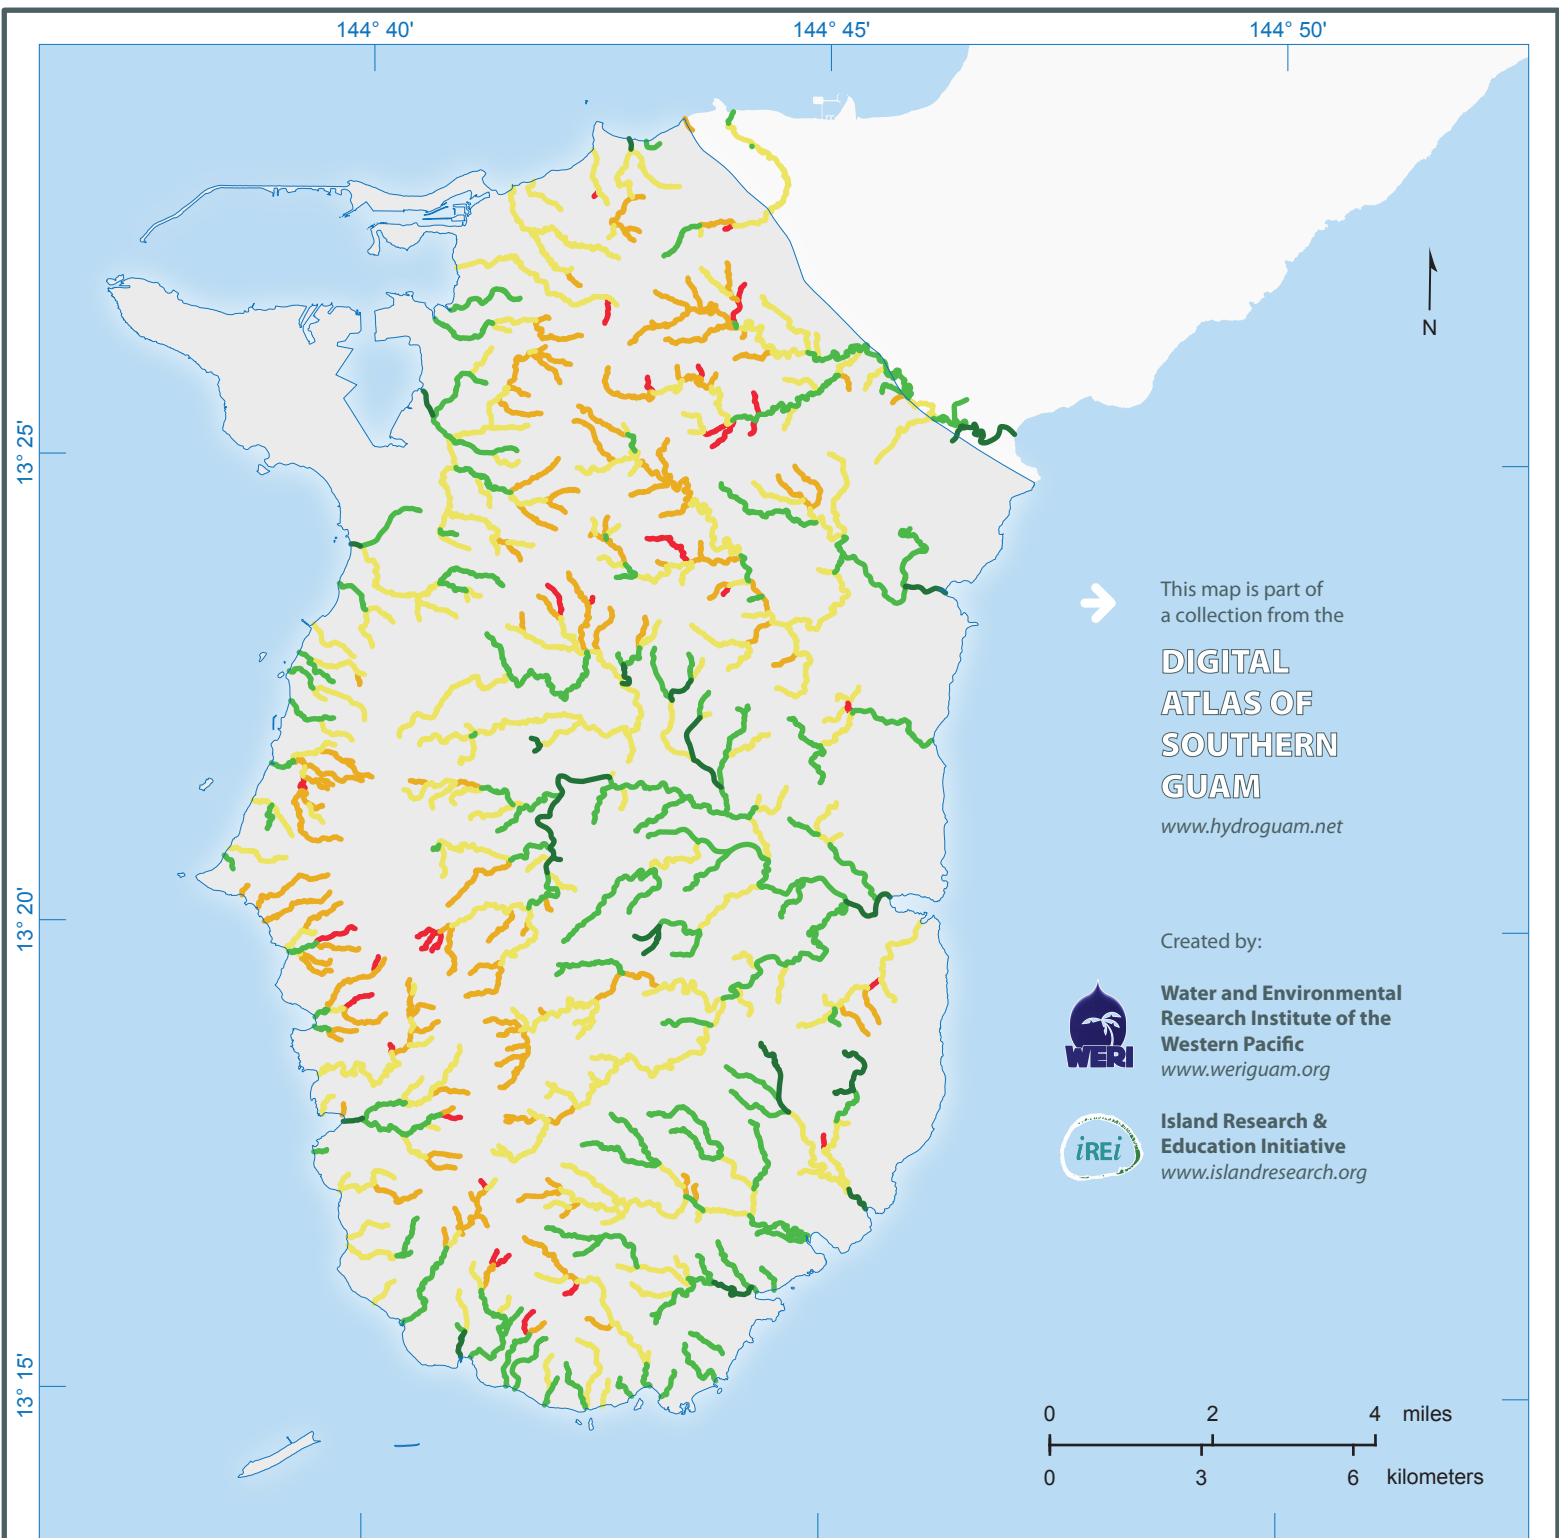 144° 40'
144° 45'
144° 50'
13° 25'
13° 20'
13° 15'
N
This map is part of
a collection from the
DIGITAL
ATLAS OF
SOUTHERN
GUAM
www.hydroguam.net
Created by:
WERI
Water and Environmental
Research Institute of the
Western Pacific
www.weriguam.org
iREi
Island Research &
Education Initiative
www.islandresearch.org
0 2 4 miles
0 3 6 kilometers